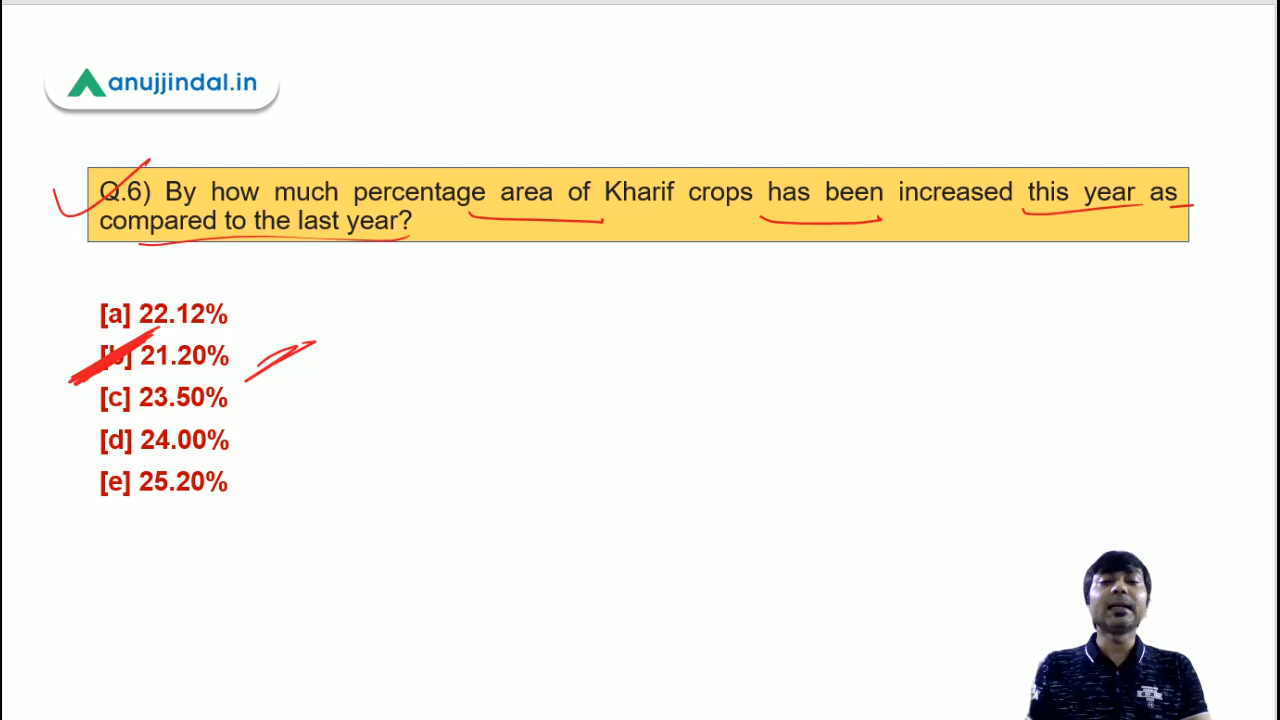 anujjindal.in
Q.6) By how much percentage area of Kharif crops has been increased this year as
compared to the last year?
[a] 22.12%
[b] 21.20%
[c] 23.50%
[d] 24.00%
[e] 25.20%